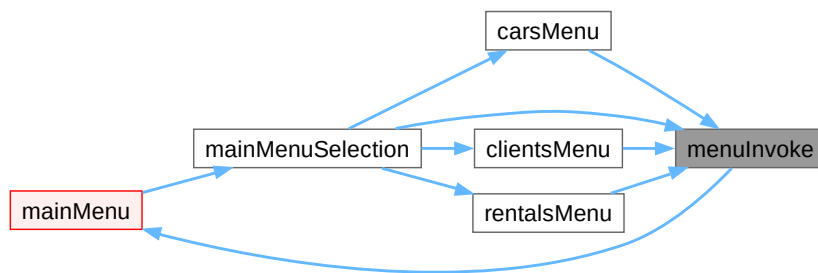 carsMenu
mainMenuSelection
clientsMenu
menuInvoke
mainMenu
rentalsMenu